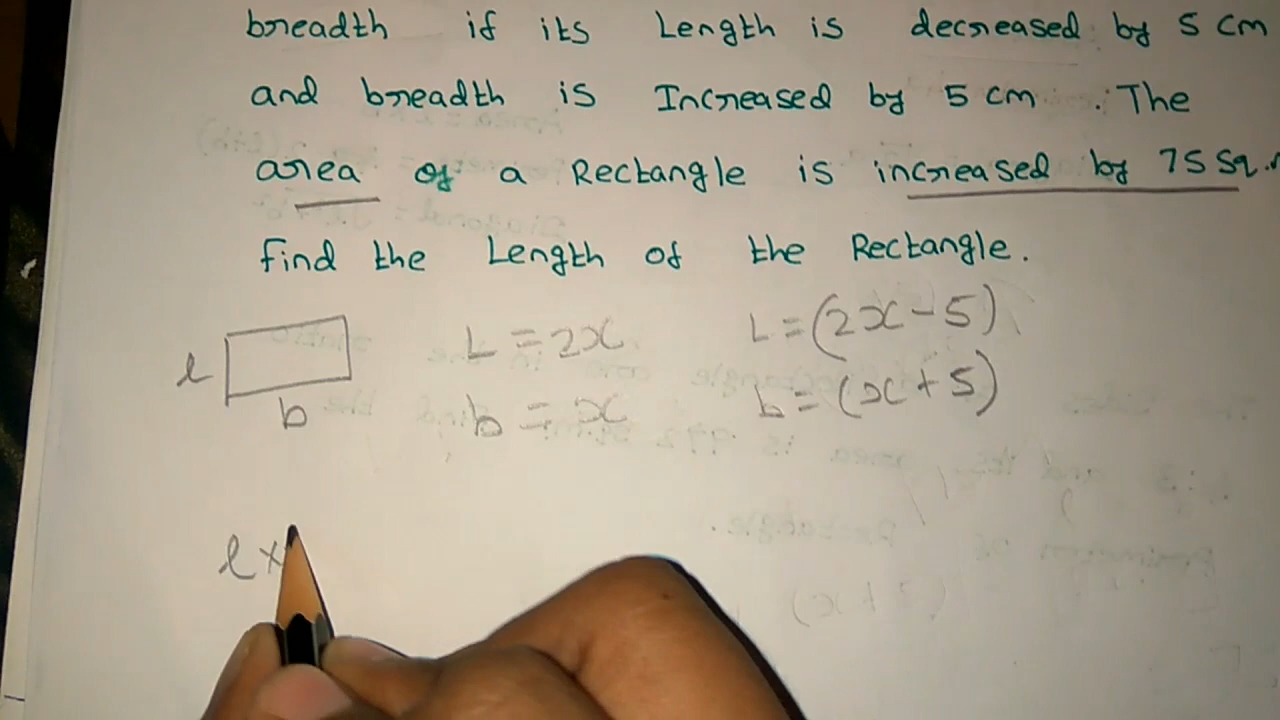 breadth if its Length is decreased by 5 cm
and breadth is Increased by 5 cm. The
area of a Rectangle is increased by 75 Sq.
find the Length of the Rectangle.
L = 2x L = (2x - 5)
l b = x b = (x + 5)
b
l ×